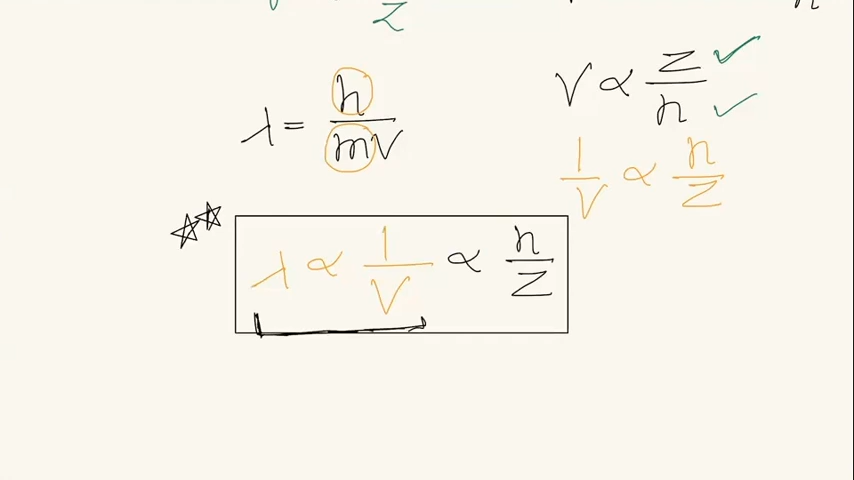 Z
n
λ = h/mv
v ∝ Z/n
1/v ∝ n/Z
λ ∝ 1/v ∝ n/Z